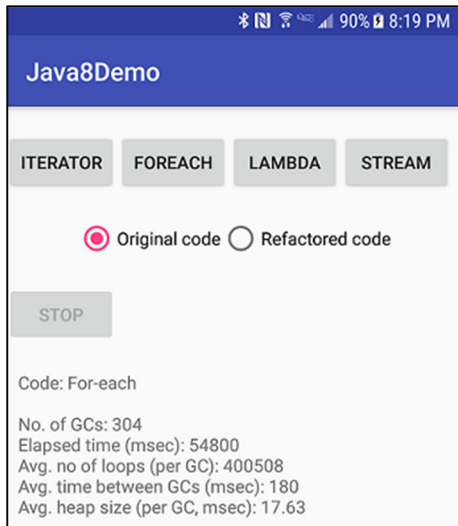 90% 8:19 PM
Java8Demo
ITERATOR FOREACH LAMBDA STREAM
Original code Refactored code
STOP
Code: For-each
No. of GCs: 304
Elapsed time (msec): 54800
Avg. no of loops (per GC): 400508
Avg. time between GCs (msec): 180
Avg. heap size (per GC, msec): 17.63